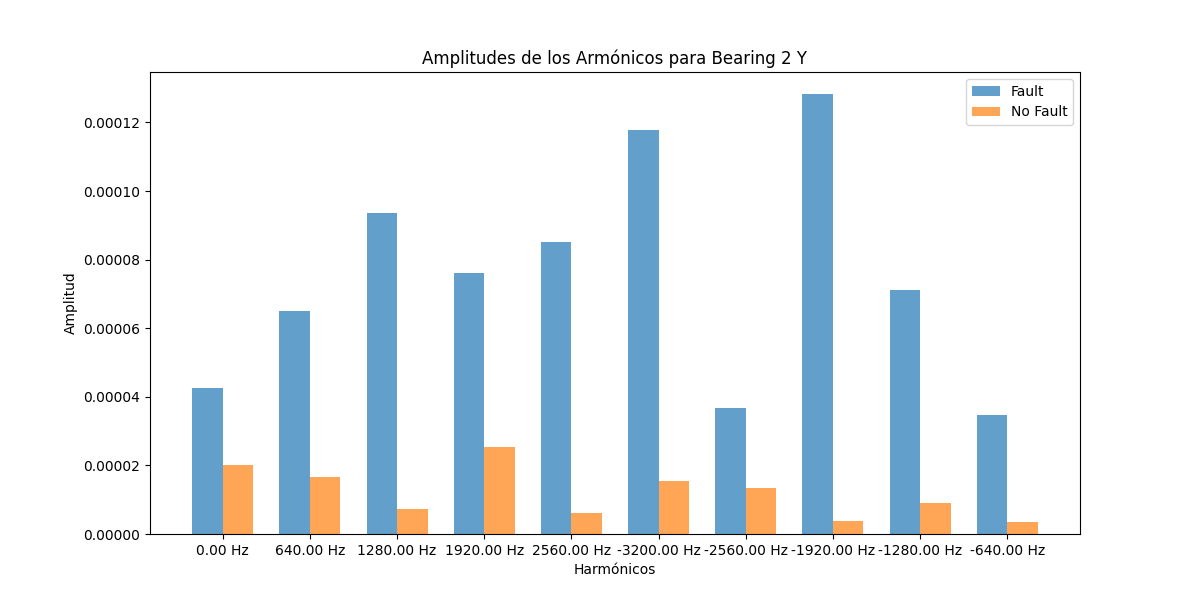 Amplitudes de los Armónicos para Bearing 2 Y
Fault
No Fault
0.00012
0.00010
0.00008
0.00006
0.00004
0.00002
0.00000
Amplitud
0.00 Hz 640.00 Hz 1280.00 Hz 1920.00 Hz 2560.00 Hz -3200.00 Hz -2560.00 Hz -1920.00 Hz -1280.00 Hz -640.00 Hz
Harmónicos